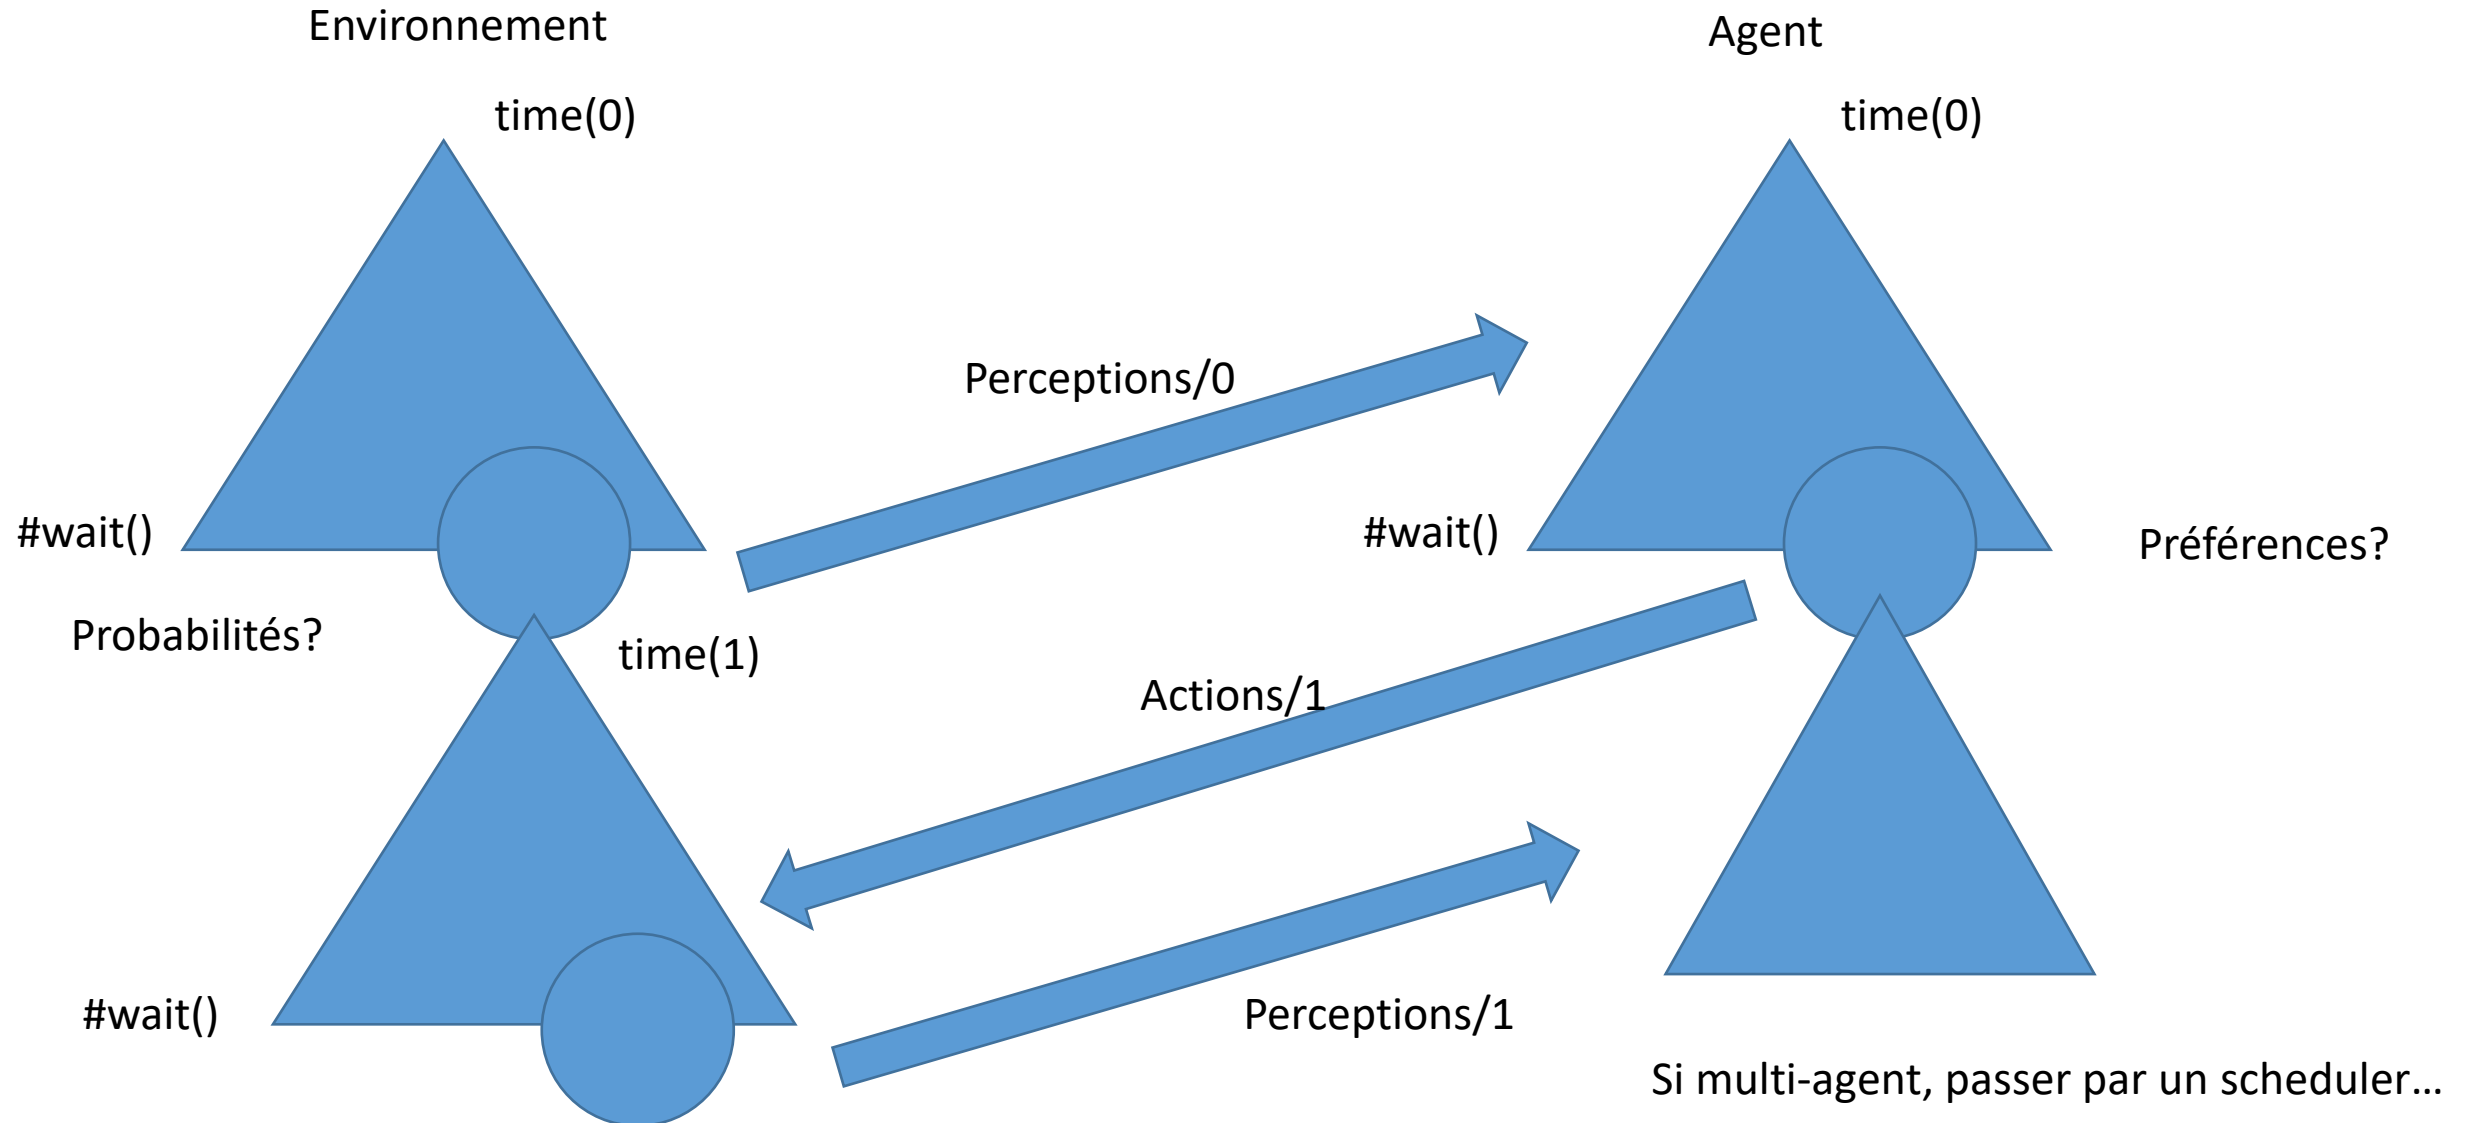 Environnement
Agent
time(0)
time(0)
Perceptions/0
#wait()
#wait()
Préférences?
Probabilités?
time(1)
Actions/1
#wait()
Perceptions/1
Si multi-agent, passer par un scheduler…